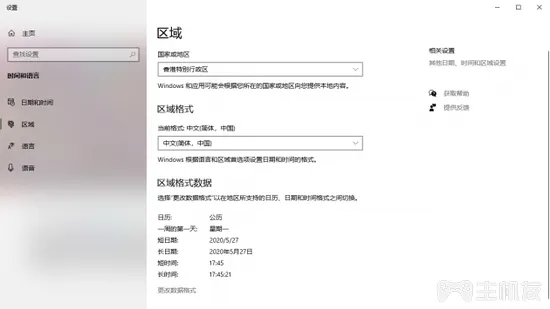 设置
主页
查找设置
时间和语言
日期和时间
区域
语言
语音
区域
国家或地区
香港特别行政区
Windows 和应用可能会根据您所在的国家或地区向您提供本地内容。
区域格式
当前格式: 中文(简体，中国)
中文(简体，中国)
Windows 根据语言和区域首选项设置日期和时间的格式。
区域格式数据
选择"更改数据格式"以在地区所支持的日历、日期和时间格式之间切换。
日历: 公历
一周的第一天: 星期一
短日期: 2020/5/27
长日期: 2020年5月27日
短时间: 17:45
长时间: 17:45:21
更改数据格式
相关设置
其他日期、时间和区域设置
获取帮助
提供反馈
主机技